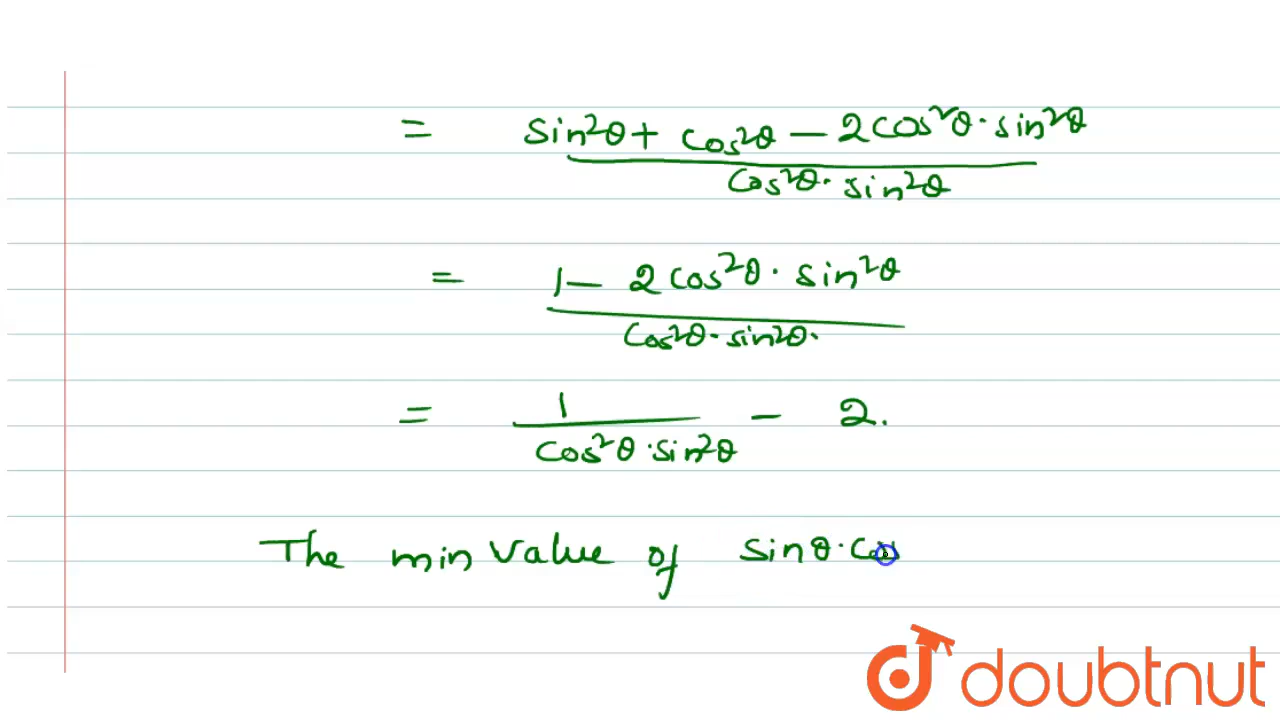 = sin²θ + cos²θ − 2cos²θ·sin²θ
cos²θ·sin²θ
= 1 − 2cos²θ·sin²θ
cos²θ·sin²θ·
= 1 − 2.
cos²θ·sin²θ
The min value of sinθ·cos
doubtnut